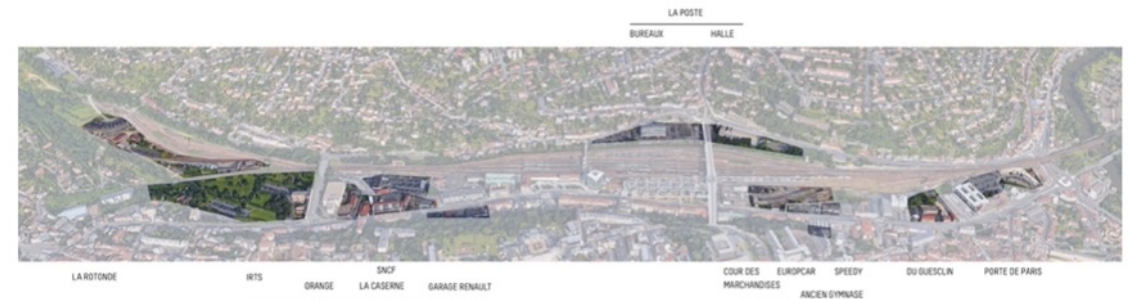 LA POSTE
BUREAUX HALLE
LA ROTONDE IRTS SNCF COUR DES EUROPCAR SPEEDY DU GUESCLIN PORTE DE PARIS
ORANGE LA CASERNE GARAGE RENAULT MARCHANDISES
ANCIEN GYMNASE